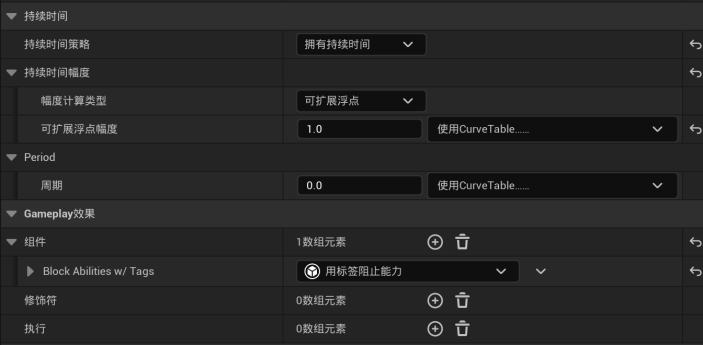 持续时间
持续时间策略 拥有持续时间
持续时间幅度
幅度计算类型 可扩展浮点
可扩展浮点幅度 1.0 使用CurveTable……
Period
周期 0.0 使用CurveTable……
Gameplay效果
组件 1数组元素
Block Abilities w/ Tags 用标签阻止能力
修饰符 0数组元素
执行 0数组元素